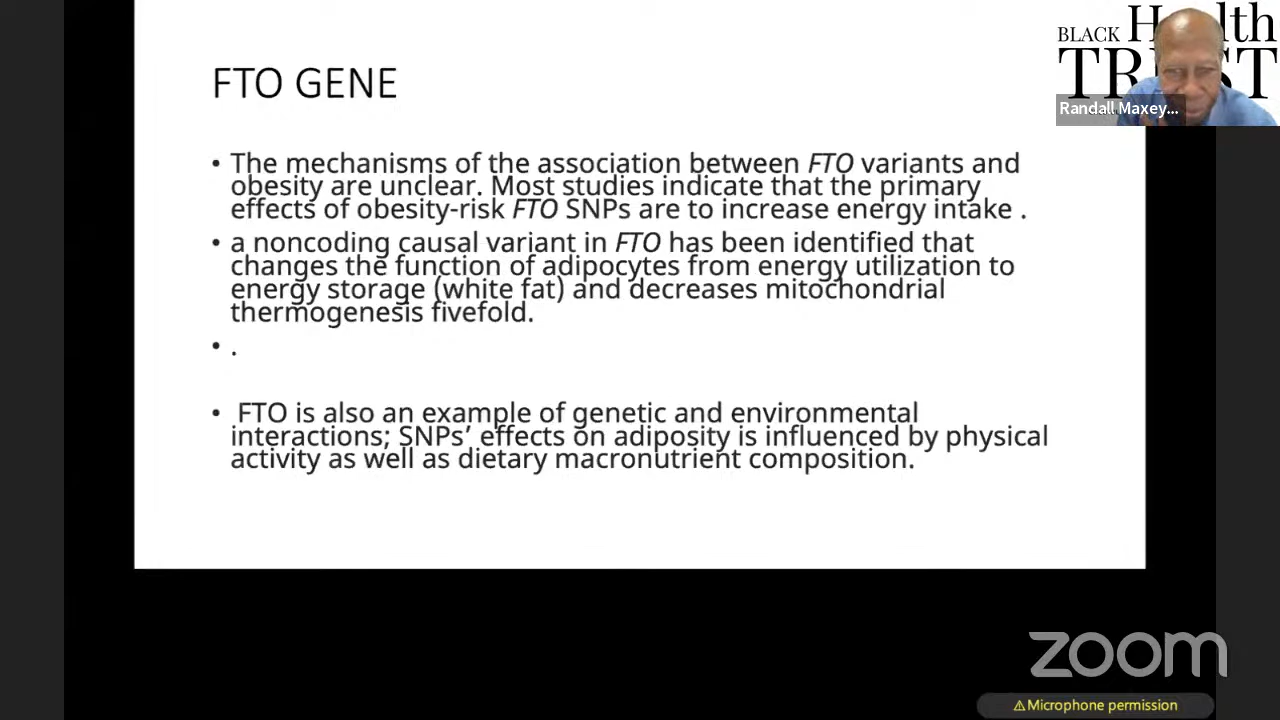 FTO GENE
• The mechanisms of the association between FTO variants and
obesity are unclear. Most studies indicate that the primary
effects of obesity-risk FTO SNPs are to increase energy intake .
• a noncoding causal variant in FTO has been identified that
changes the function of adipocytes from energy utilization to
energy storage (white fat) and decreases mitochondrial
thermogenesis fivefold.
• .
• FTO is also an example of genetic and environmental
interactions; SNPs’ effects on adiposity is influenced by physical
activity as well as dietary macronutrient composition.
BLACK
Randall Maxey...
zoom
⚠Microphone permission